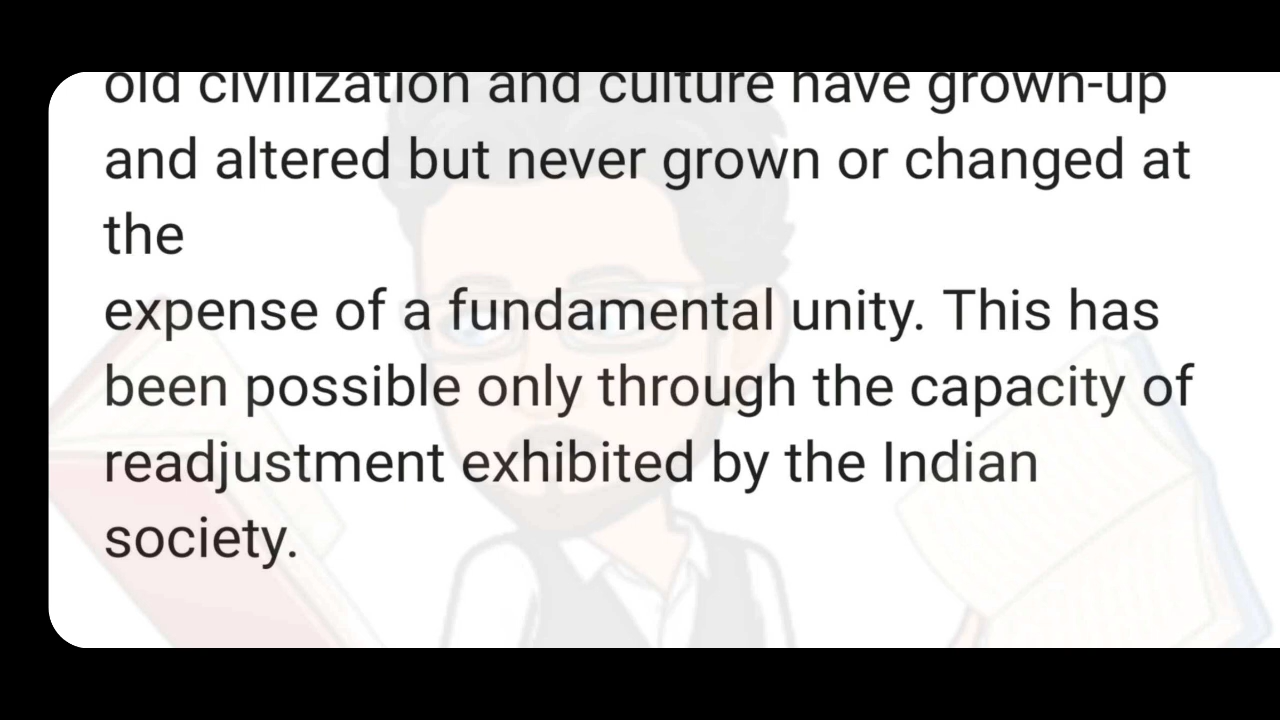 old civilization and culture have grown-up
and altered but never grown or changed at
the
expense of a fundamental unity. This has
been possible only through the capacity of
readjustment exhibited by the Indian
society.